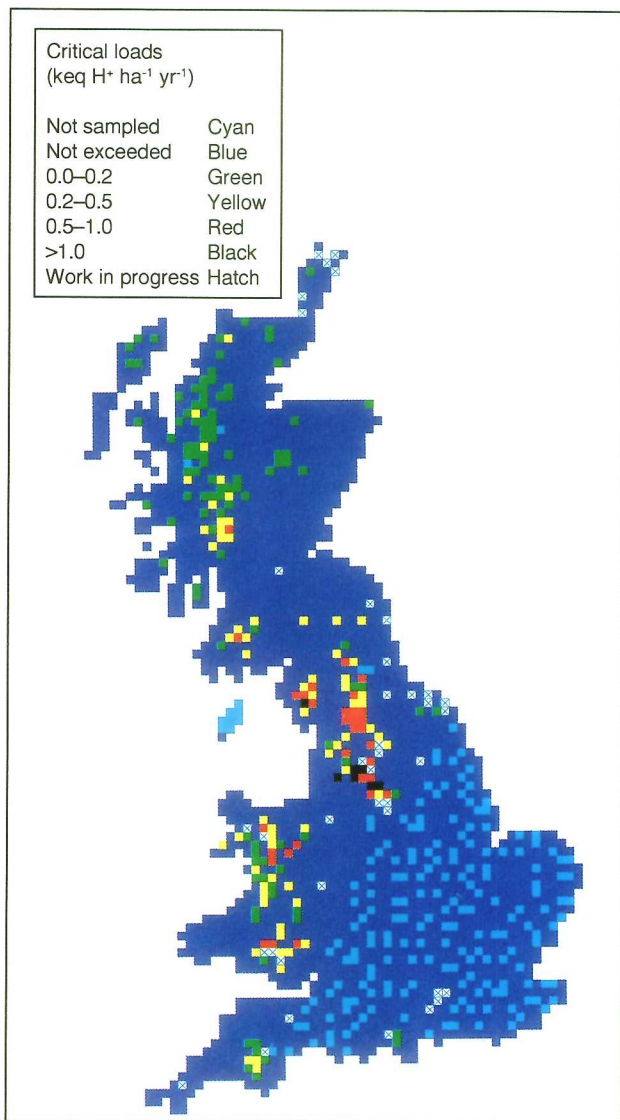 Critical loads
(keq H⁺ ha⁻¹ yr⁻¹)
Not sampled Cyan
Not exceeded Blue
0.0–0.2 Green
0.2–0.5 Yellow
0.5–1.0 Red
>1.0 Black
Work in progress Hatch